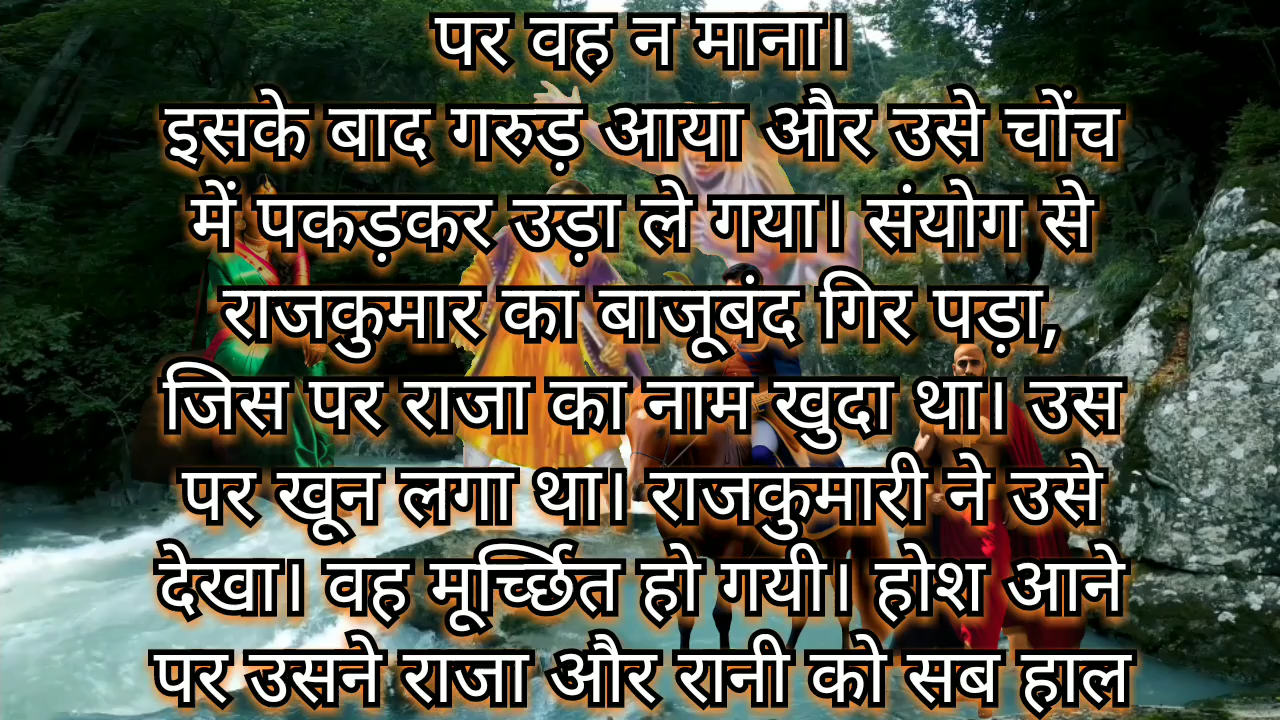 पर वह न माना।
इसके बाद गरुड़ आया और उसे चोंच
में पकड़कर उड़ा ले गया। संयोग से
राजकुमार का बाजूबंद गिर पड़ा,
जिस पर राजा का नाम खुदा था। उस
पर खून लगा था। राजकुमारी ने उसे
देखा। वह मूर्च्छित हो गयी। होश आने
पर उसने राजा और रानी को सब हाल